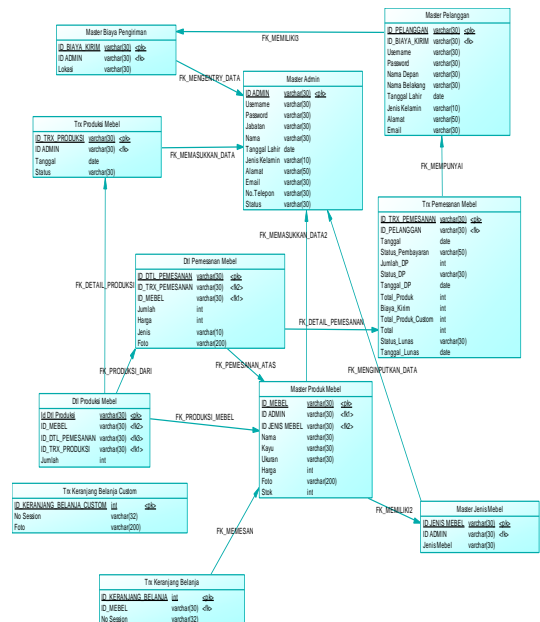 Master Biaya Pengiriman
ID_BIAYA_KIRIM varchar(30) <pk>
ID ADMIN varchar(30) <fk>
Lokasi varchar(30)
Master Pelanggan
ID_PELANGGAN varchar(30) <pk>
ID_BIAYA_KIRIM varchar(30) <fk>
Username varchar(30)
Password varchar(30)
Nama Depan varchar(30)
Nama Belakang varchar(30)
Tanggal Lahir date
Jenis Kelamin varchar(10)
Alamat varchar(50)
Email varchar(30)
FK_MEMILIKI3
FK_MENGENTRY_DATA
Master Admin
ID ADMIN varchar(30) <pk>
Username varchar(30)
Password varchar(30)
Jabatan varchar(30)
Nama varchar(30)
Tanggal Lahir date
Jenis Kelamin varchar(10)
Alamat varchar(50)
Email varchar(30)
No.Telepon varchar(30)
Status varchar(30)
Trx Produksi Mebel
ID_TRX_PRODUKSI varchar(30) <pk>
ID ADMIN varchar(30) <fk>
Tanggal date
Status varchar(30)
FK_MEMASUKKAN_DATA
FK_MEMPUNYAI
Trx Pemesanan Mebel
ID_TRX_PEMESANAN varchar(30) <pk>
ID_PELANGGAN varchar(30) <fk>
Tanggal date
Status_Pembayaran varchar(50)
Jumlah_DP int
Status_DP varchar(30)
Tanggal_DP date
Total_Produk int
Biaya_Kirim int
Total_Produk_Custom int
Total int
Status_Lunas varchar(30)
Tanggal_Lunas date
FK_MEMASUKKAN_DATA2
Dtl Pemesanan Mebel
ID_DTL_PEMESANAN varchar(30) <pk>
ID_TRX_PEMESANAN varchar(30) <fk2>
ID_MEBEL varchar(30) <fk1>
Jumlah int
Harga int
Jenis varchar(10)
Foto varchar(200)
FK_DETAIL_PRODUKSI
FK_DETAIL_PEMESANAN
FK_PEMESANAN_ATAS
FK_MENGINPUTKAN_DATA
FK_PRODUKSI_DARI
Dtl Produksi Mebel
Id Dtl Produksi varchar(30) <pk>
ID_MEBEL varchar(30) <fk2>
ID_DTL_PEMESANAN varchar(30) <fk3>
ID_TRX_PRODUKSI varchar(30) <fk1>
Jumlah int
FK_PRODUKSI_MEBEL
Master Produk Mebel
ID_MEBEL varchar(30) <pk>
ID ADMIN varchar(30) <fk1>
ID JENIS MEBEL varchar(30) <fk2>
Nama varchar(30)
Kayu varchar(30)
Ukuran varchar(30)
Harga int
Foto varchar(200)
Stok int
Trx Keranjang Belanja Custom
ID_KERANJANG_BELANJA_CUSTOM int <pk>
No Session varchar(32)
Foto varchar(200)
FK_MEMILIKI2
Master Jenis Mebel
ID JENIS MEBEL varchar(30) <pk>
ID ADMIN varchar(30) <fk>
Jenis Mebel varchar(30)
FK_MEMESAN
Trx Keranjang Belanja
ID_KERANJANG_BELANJA int <pk>
ID_MEBEL varchar(30) <fk>
No Session varchar(32)